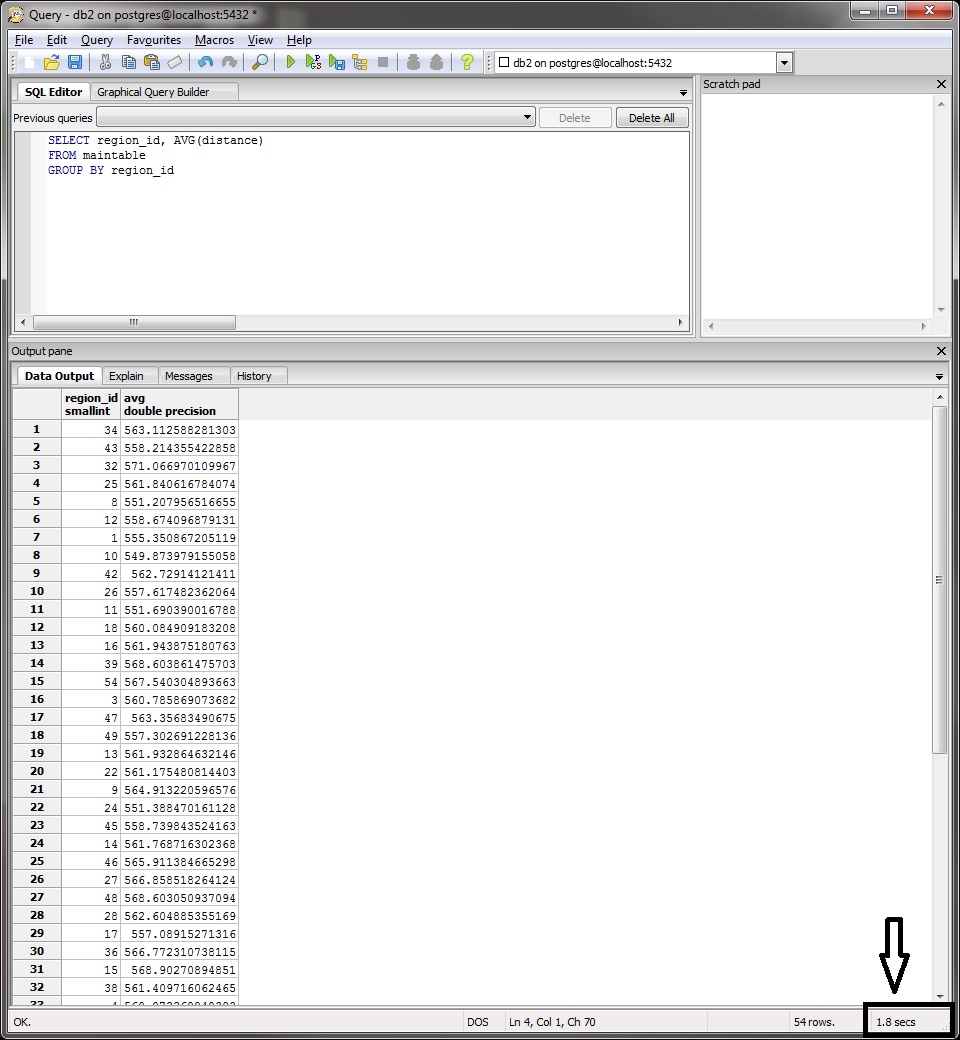 Query - db2 on postgres@localhost:5432 *
File Edit Query Favourites Macros View Help
db2 on postgres@localhost:5432
SQL Editor Graphical Query Builder
Previous queries Delete Delete All
SELECT region_id, AVG(distance)
FROM maintable
GROUP BY region_id
Scratch pad
Output pane
Data Output Explain Messages History
region_id avg
smallint double precision
1 34 563.112588281303
2 43 558.214355422858
3 32 571.066970109967
4 25 561.840616784074
5 8 551.207956516655
6 12 558.674096879131
7 1 555.350867205119
8 10 549.873979155058
9 42 562.72914121411
10 26 557.617482362064
11 11 551.690390016788
12 18 560.084909183208
13 16 561.943875180763
14 39 568.603861475703
15 54 567.540304893663
16 3 560.785869073682
17 47 563.35683490675
18 49 557.302691228136
19 13 561.932864632146
20 22 561.175480814403
21 9 564.913220596576
22 24 551.388470161128
23 45 558.739843524163
24 14 561.768716302368
25 46 565.911384665298
26 27 566.858518264124
27 48 568.603050937094
28 28 562.604885355169
29 17 557.08915271316
30 36 566.772310738115
31 15 568.90270894851
32 38 561.409716062465
OK. DOS Ln 4, Col 1, Ch 70 54 rows. 1.8 secs